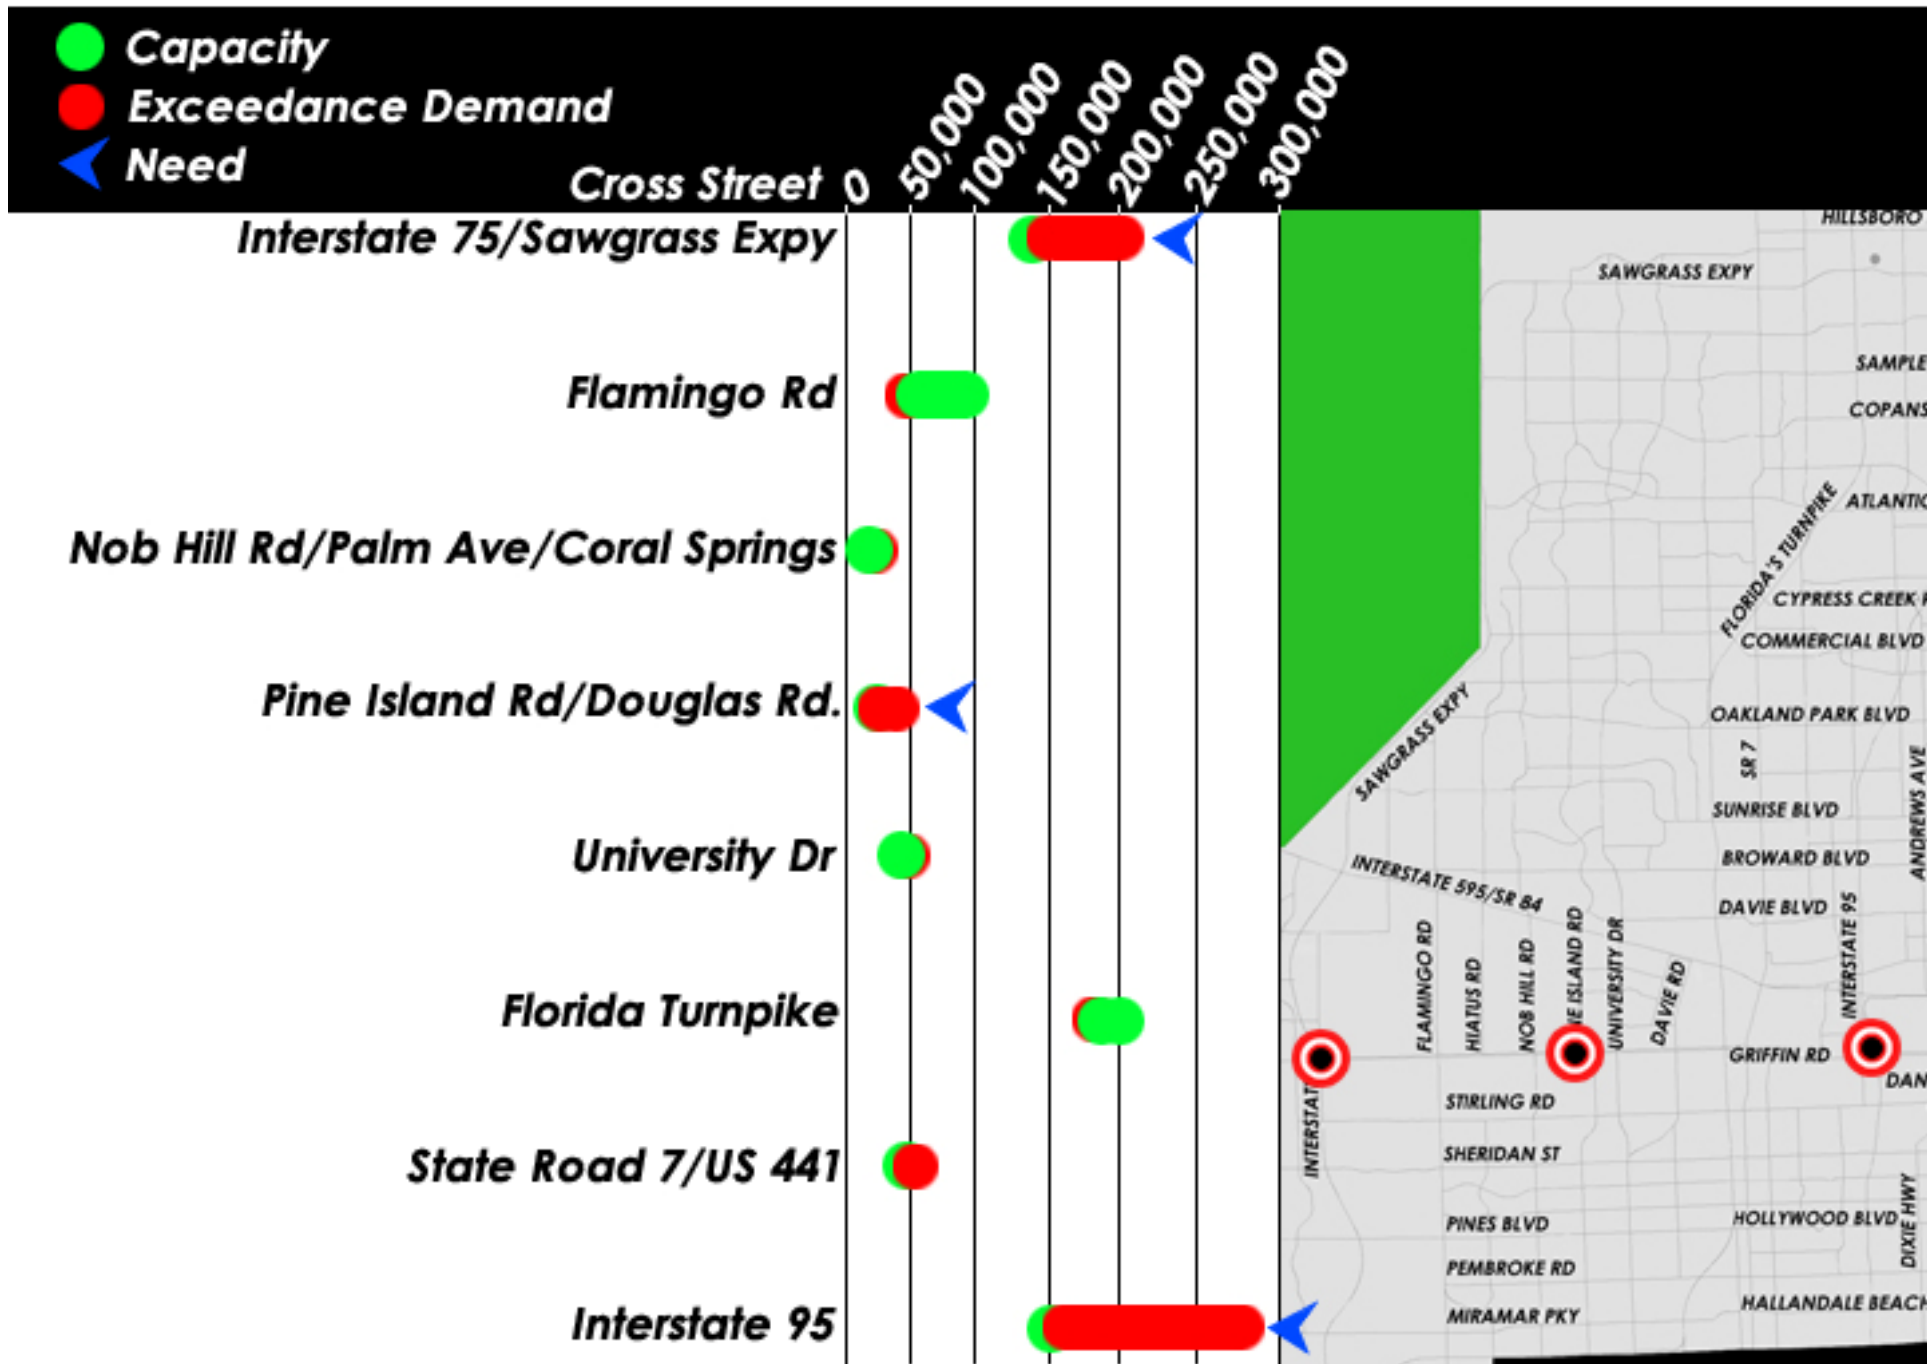 Capacity
Exceedance Demand
Need
Cross Street
0
50,000
100,000
150,000
200,000
250,000
300,000
Interstate 75/Sawgrass Expy
Flamingo Rd
Nob Hill Rd/Palm Ave/Coral Springs
Pine Island Rd/Douglas Rd.
University Dr
Florida Turnpike
State Road 7/US 441
Interstate 95
HILLSBORO
SAWGRASS EXPY
SAMPLE
COPANS
ATLANTIC
FLORIDA'S TURNPIKE
CYPRESS CREEK
COMMERCIAL BLVD
SAWGRASS EXPY
OAKLAND PARK BLVD
SR 7
ANDREWS AVE
SUNRISE BLVD
BROWARD BLVD
INTERSTATE 595/SR 84
DAVIE BLVD
INTERSTATE 95
FLAMINGO RD
HIATUS RD
NOB HILL RD
NE ISLAND RD
UNIVERSITY DR
DAVIE RD
GRIFFIN RD
DAN
INTERSTAT
STIRLING RD
SHERIDAN ST
DIXIE HWY
PINES BLVD
HOLLYWOOD BLVD
PEMBROKE RD
MIRAMAR PKY
HALLANDALE BEACH